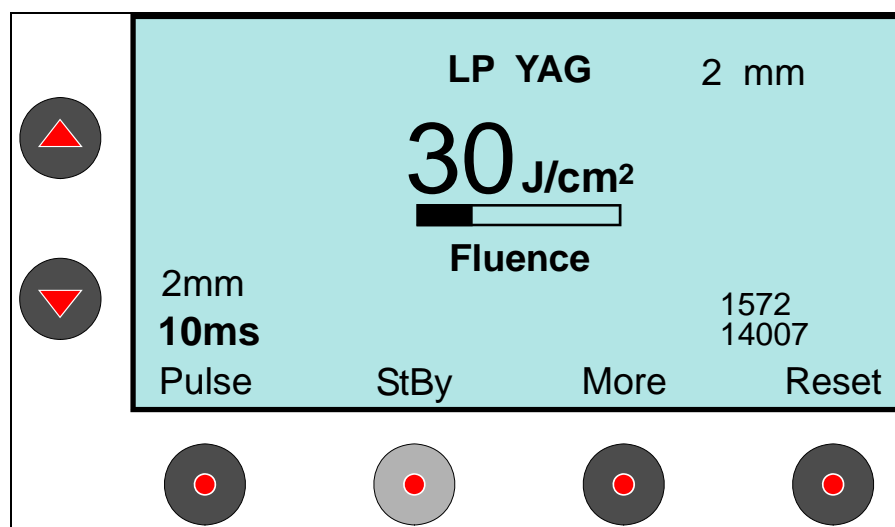 LP YAG 2 mm
30 J/cm²
Fluence
2mm
10ms
1572
14007
Pulse StBy More Reset